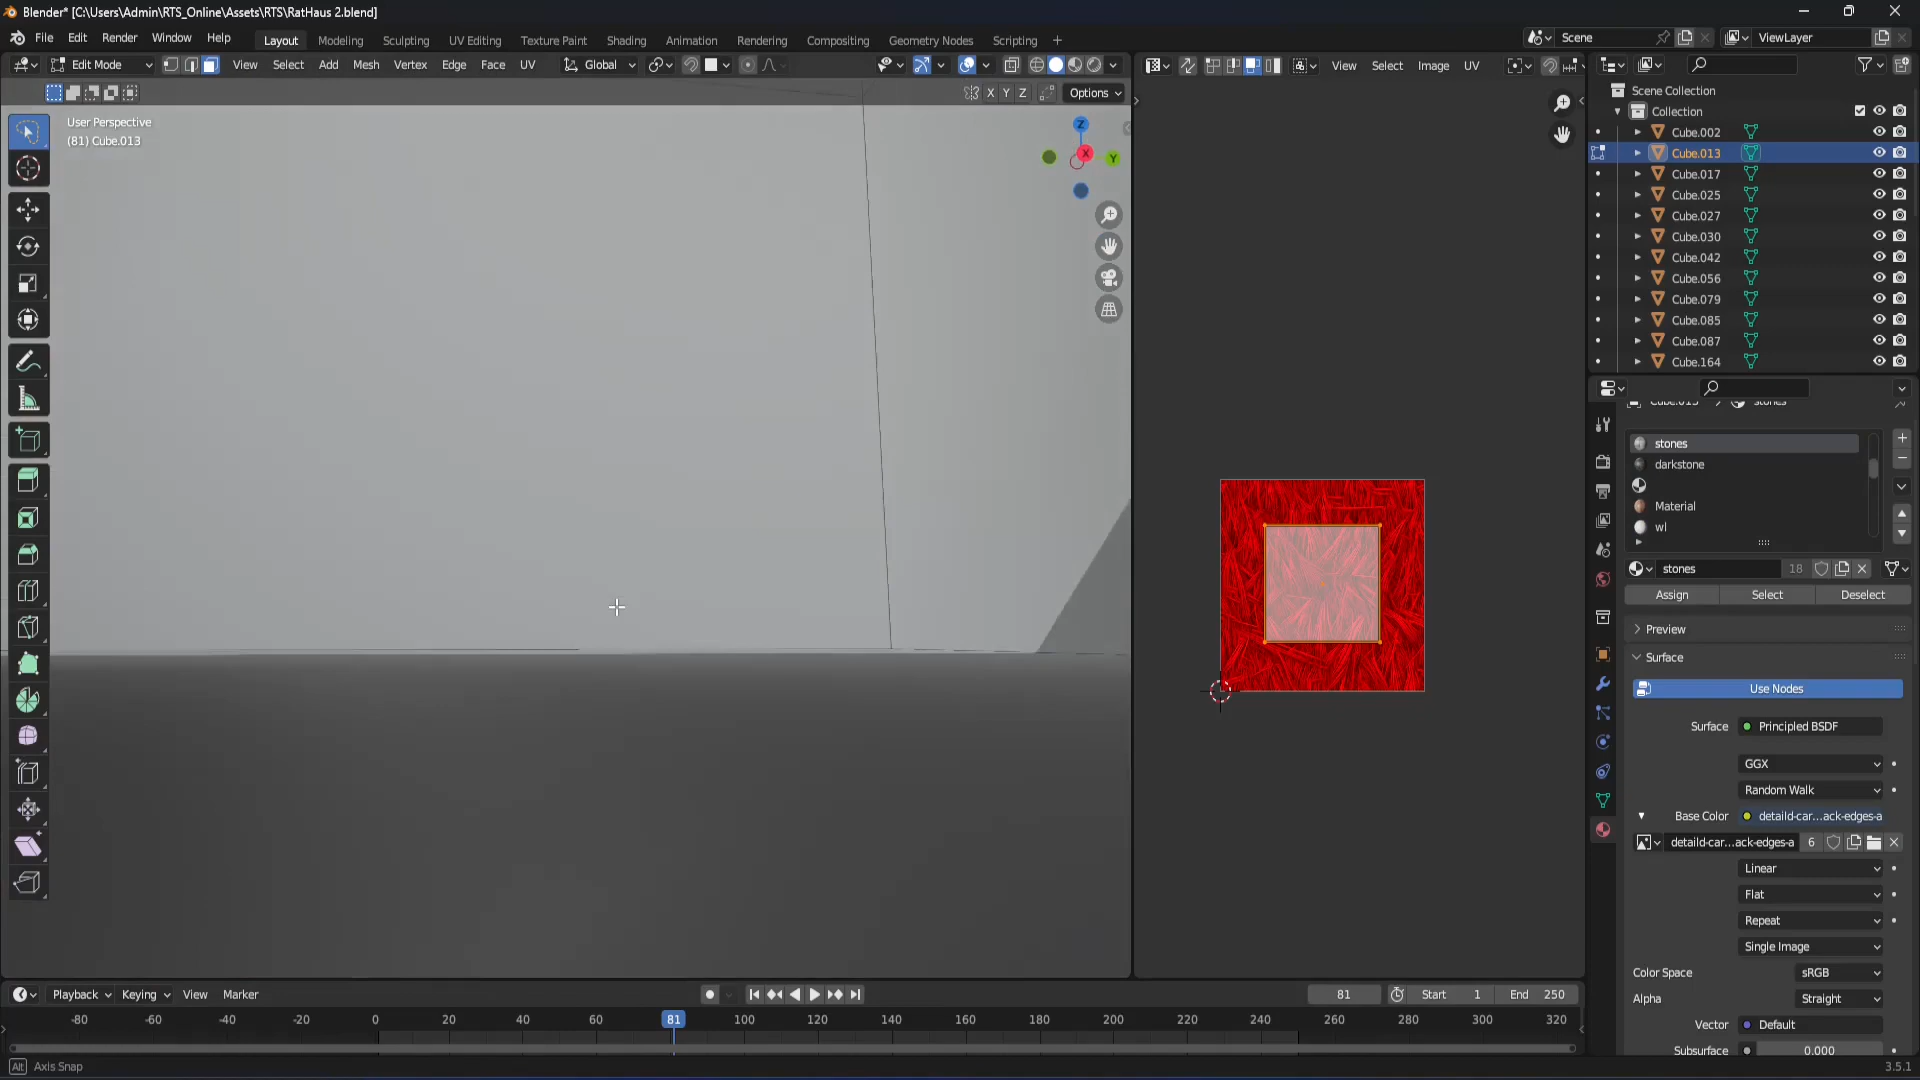 Blender* [C:\Users\Admin\RTS_Online\Assets\RTS\RatHaus 2.blend]
File Edit Render Window Help Layout Modeling Sculpting UV Editing Texture Paint Shading Animation Rendering Compositing Geometry Nodes Scripting + Scene ViewLayer
Edit Mode View Select Add Mesh Vertex Edge Face UV Global View Select Image UV
X Y Z Options
User Perspective
(81) Cube.013
Z
X
Y
Scene Collection
Collection
Cube.002
Cube.013
Cube.017
Cube.025
Cube.027
Cube.030
Cube.042
Cube.056
Cube.079
Cube.085
Cube.087
Cube.164
Cube.013 stones
stones
darkstone
Material
wl
stones 18
Assign Select Deselect
Preview
Surface
Use Nodes
Surface Principled BSDF
GGX
Random Walk
Base Color detaild-car...ack-edges-a
detaild-car...ack-edges-a 6
Linear
Flat
Repeat
Single Image
Color Space sRGB
Alpha Straight
Vector Default
Subsurface 0.000
Playback Keying View Marker 81 Start 1 End 250
-80 -60 -40 -20 0 20 40 60 81 100 120 140 160 180 200 220 240 260 280 300 320
Alt Axis Snap 3.5.1